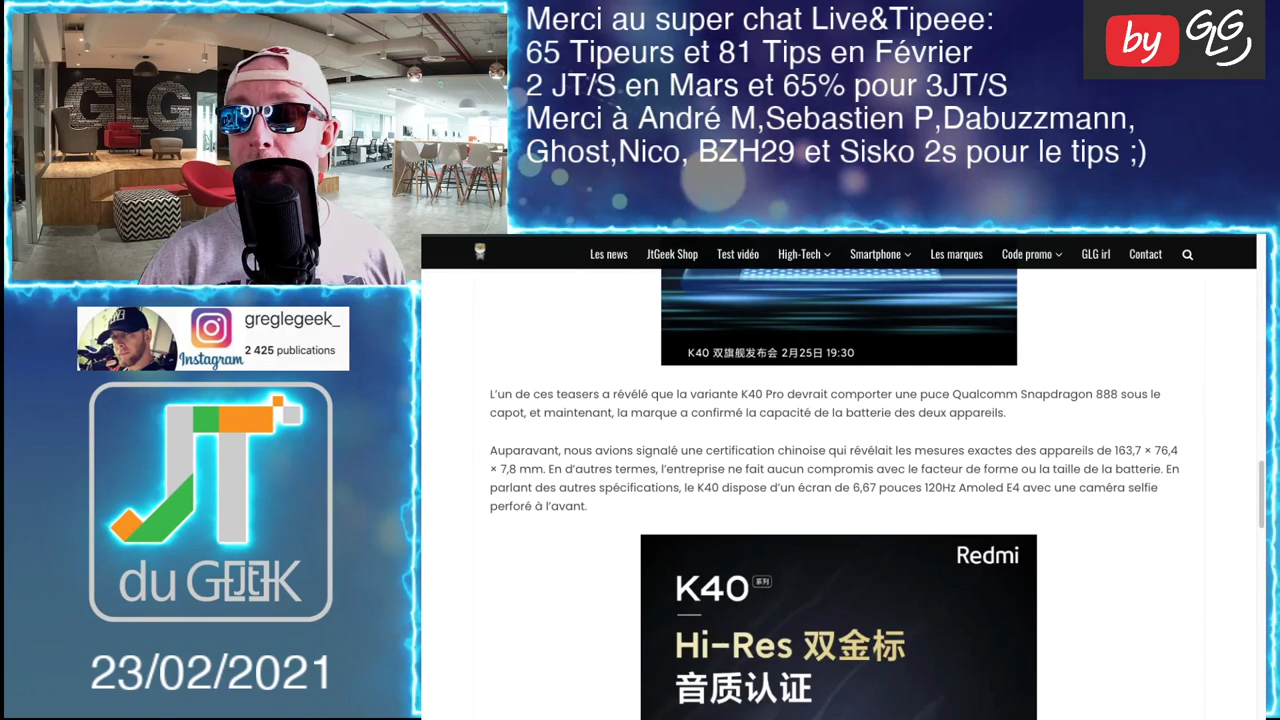 GLG
Merci au super chat Live&Tipeee:
65 Tipeurs et 81 Tips en Février
2 JT/S en Mars et 65% pour 3JT/S
Merci à André M,Sebastien P,Dabuzzmann,
Ghost,Nico, BZH29 et Sisko 2s pour le tips ;)
by GLG
Les news JtGeek Shop Test vidéo High-Tech Smartphone Les marques Code promo GLG irl Contact
K40 双旗舰发布会 2月25日 19:30
L’un de ces teasers a révélé que la variante K40 Pro devrait comporter une puce Qualcomm Snapdragon 888 sous le
capot, et maintenant, la marque a confirmé la capacité de la batterie des deux appareils.
Auparavant, nous avions signalé une certification chinoise qui révélait les mesures exactes des appareils de 163,7 × 76,4
× 7,8 mm. En d’autres termes, l’entreprise ne fait aucun compromis avec le facteur de forme ou la taille de la batterie. En
parlant des autres spécifications, le K40 dispose d’un écran de 6,67 pouces 120Hz Amoled E4 avec une caméra selfie
perforé à l’avant.
Redmi
K40 系列
Hi-Res 双金标
音质认证
greglegeek_
Instagram
2 425 publications
JT
du GEEK
23/02/2021